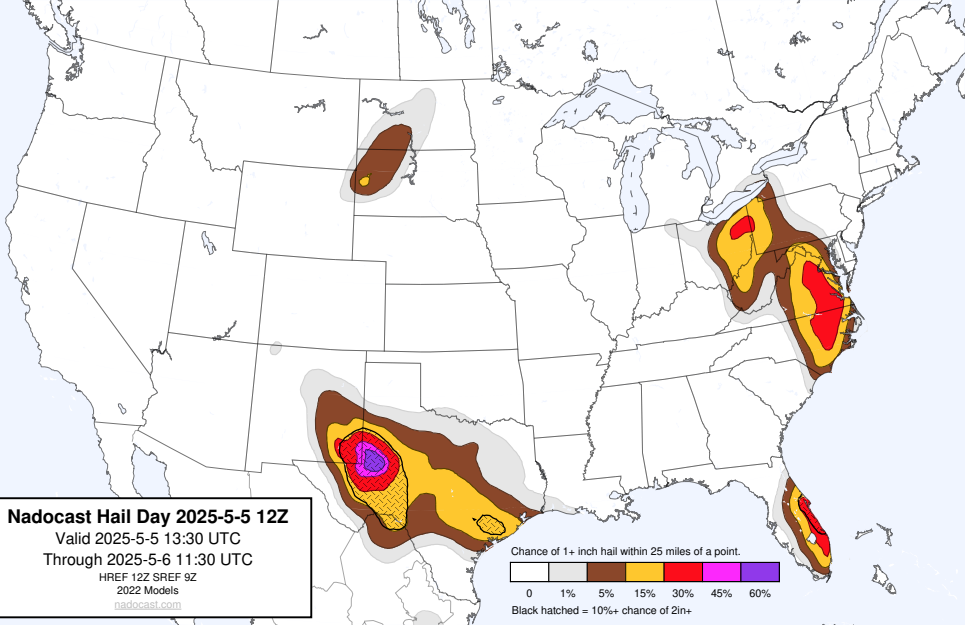 Nadocast Hail Day 2025-5-5 12Z
Valid 2025-5-5 13:30 UTC
Through 2025-5-6 11:30 UTC
HREF 12Z SREF 9Z
2022 Models
nadocast.com
Chance of 1+ inch hail within 25 miles of a point.
0 1% 5% 15% 30% 45% 60%
Black hatched = 10%+ chance of 2in+